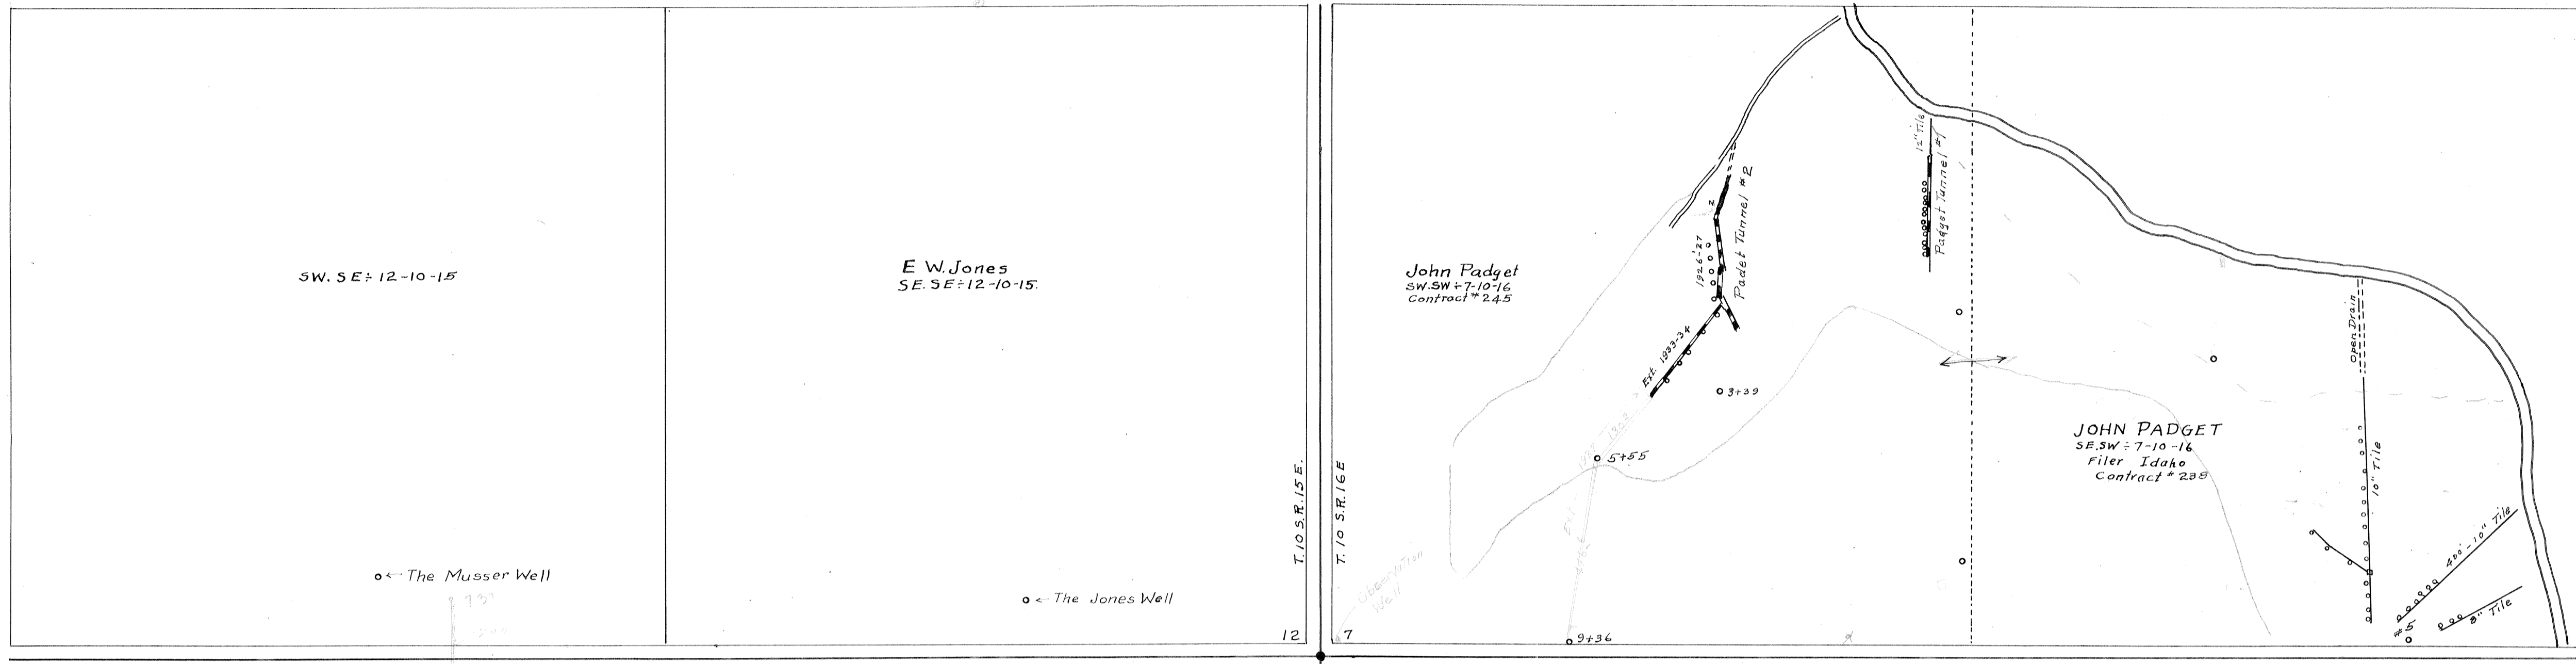 SW. SE÷12-10-15
The Musser Well
E W. Jones
SE. SE÷12-10-15.
The Jones Well
12
T. 10 S. R. 15 E.
T. 10 S. R. 16 E
7
John Padget
SW. SW÷7-10-16
Contract #245
Padet Tunnel #2
1926-'27
Ext. 1933-34
3+39
5+55
9+36
Observation
Well
12" Tile
Padget Tunnel #1
JOHN PADGET
SE. SW÷7-10-16
Filer Idaho
Contract #239
Open Drain
10" Tile
400'-10" Tile
8" Tile
#5